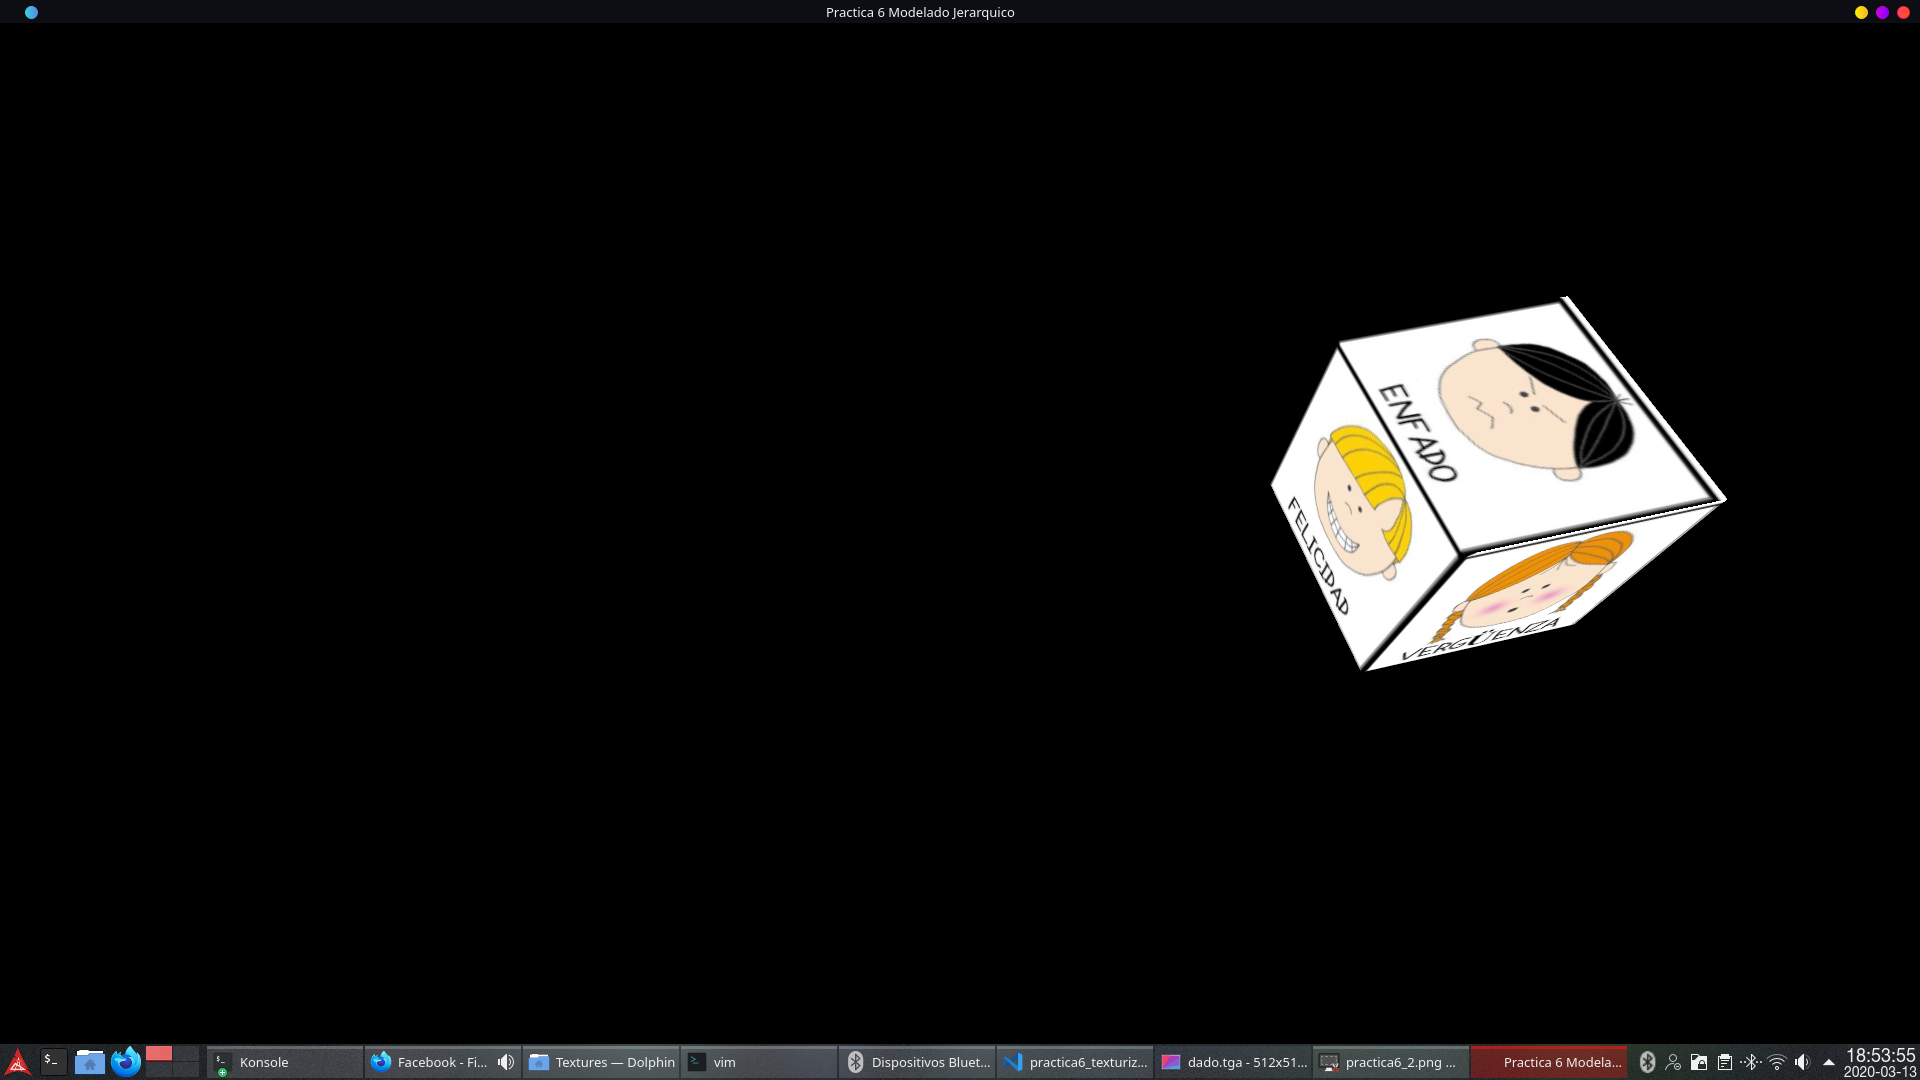 Practica 6 Modelado Jerarquico
ENFADO
FELICIDAD
VERGÜENZA
$_
$_
Konsole
Facebook - Fi...
Textures — Dolphin
vim
Dispositivos Bluet...
practica6_texturiz...
dado.tga - 512x51...
practica6_2.png ...
Practica 6 Modela...
18:53:55
2020-03-13